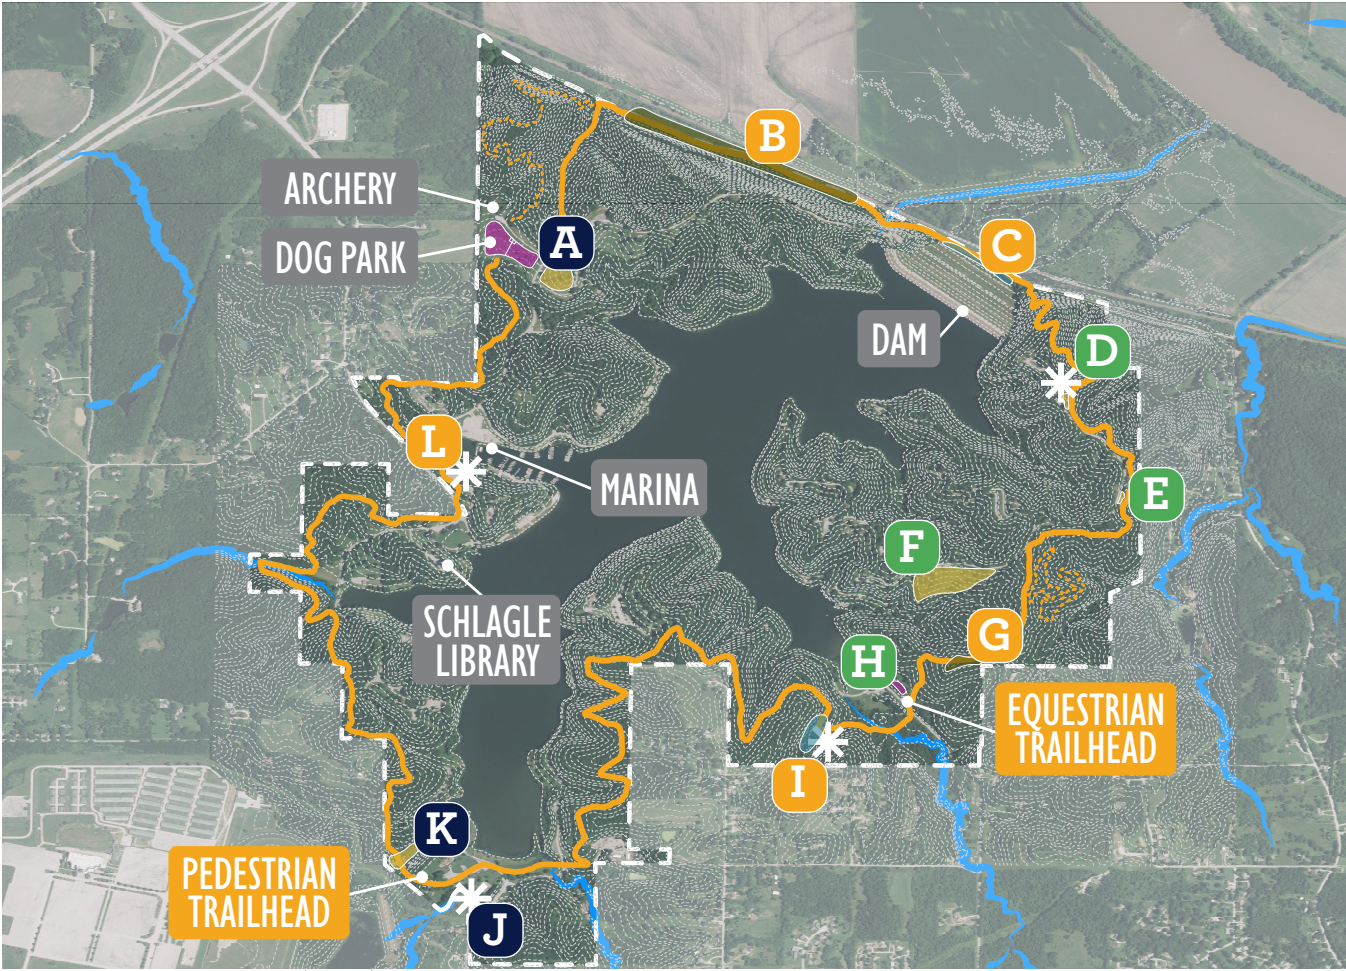 B
ARCHERY
A
DOG PARK
C
DAM
D
L
MARINA
E
F
SCHLAGLE
LIBRARY
G
H
EQUESTRIAN
TRAILHEAD
I
K
PEDESTRIAN
TRAILHEAD
J